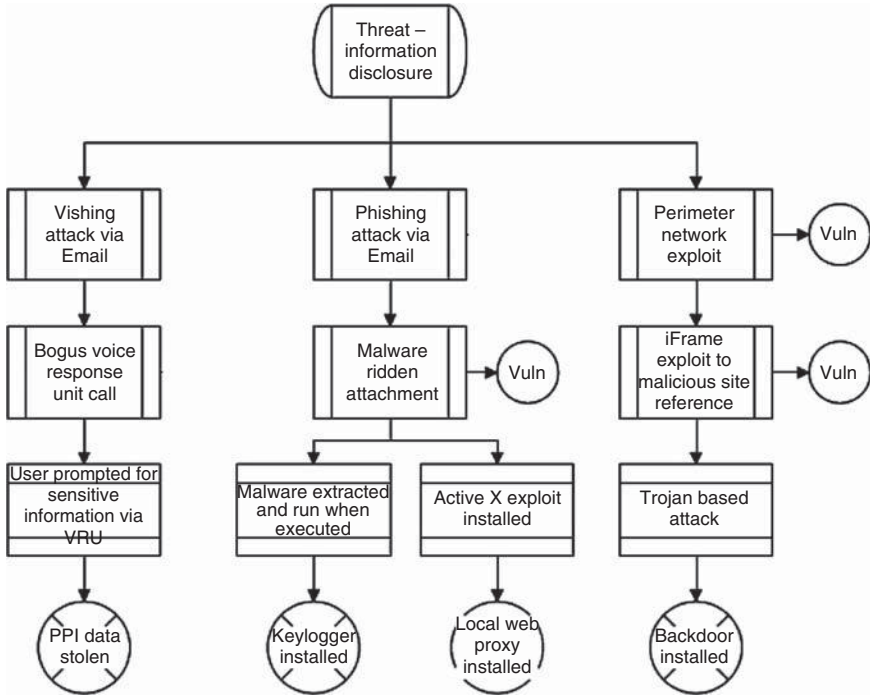 Threat –
information
disclosure
Vishing
attack via
Email
Phishing
attack via
Email
Perimeter
network
exploit
Vuln
Bogus voice
response
unit call
Malware
ridden
attachment
Vuln
iFrame
exploit to
malicious site
reference
Vuln
User prompted for
sensitive
information via
VRU
Malware extracted
and run when
executed
Active X exploit
installed
Trojan based
attack
PPI data
stolen
Keylogger
installed
Local web
proxy
installed
Backdoor
installed